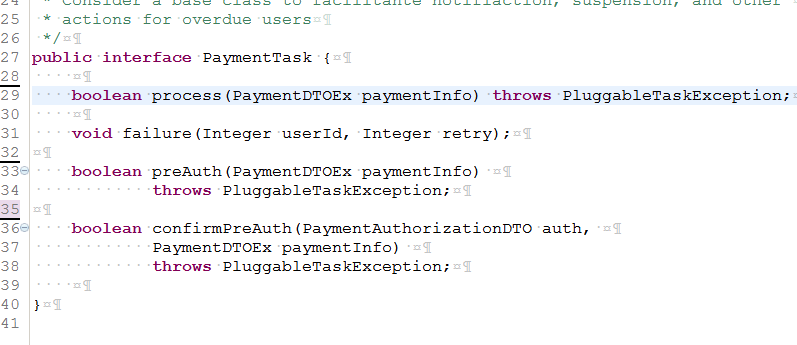 24 * Consider a base class to facilitante notifiaction, suspension, and other
25 * actions for overdue users¤¶
26 */¤¶
27 public interface PaymentTask {¤¶
28 ····¤¶
29 ····boolean process(PaymentDTOEx paymentInfo) throws PluggableTaskException;
30 ····¤¶
31 ····void failure(Integer userId, Integer retry);¤¶
32 ¤¶
33 ····boolean preAuth(PaymentDTOEx paymentInfo) ·¤¶
34 ············throws PluggableTaskException;¤¶
35 ¤¶
36 ····boolean confirmPreAuth(PaymentAuthorizationDTO auth, ·¤¶
37 ············PaymentDTOEx paymentInfo) ·¤¶
38 ············throws PluggableTaskException;¤¶
39 ····¤¶
40 }¤¶
41